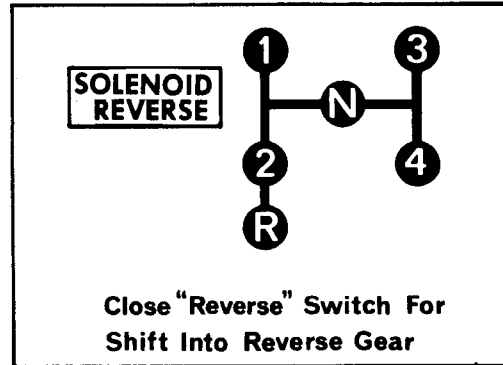 1 3
SOLENOID
REVERSE
N
2 4
R
Close "Reverse" Switch For
Shift Into Reverse Gear